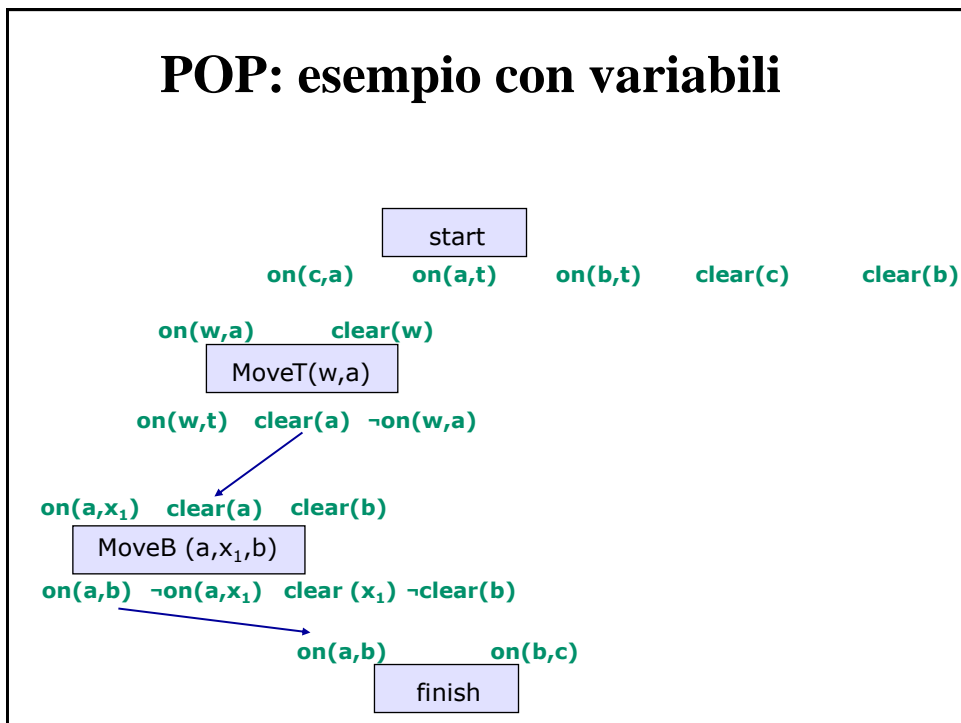 POP: esempio con variabili
start
on(c,a) on(a,t) on(b,t) clear(c) clear(b)
on(w,a) clear(w)
MoveT(w,a)
on(w,t) clear(a) ¬on(w,a)
on(a,x₁) clear(a) clear(b)
MoveB (a,x₁,b)
on(a,b) ¬on(a,x₁) clear (x₁) ¬clear(b)
on(a,b) on(b,c)
finish